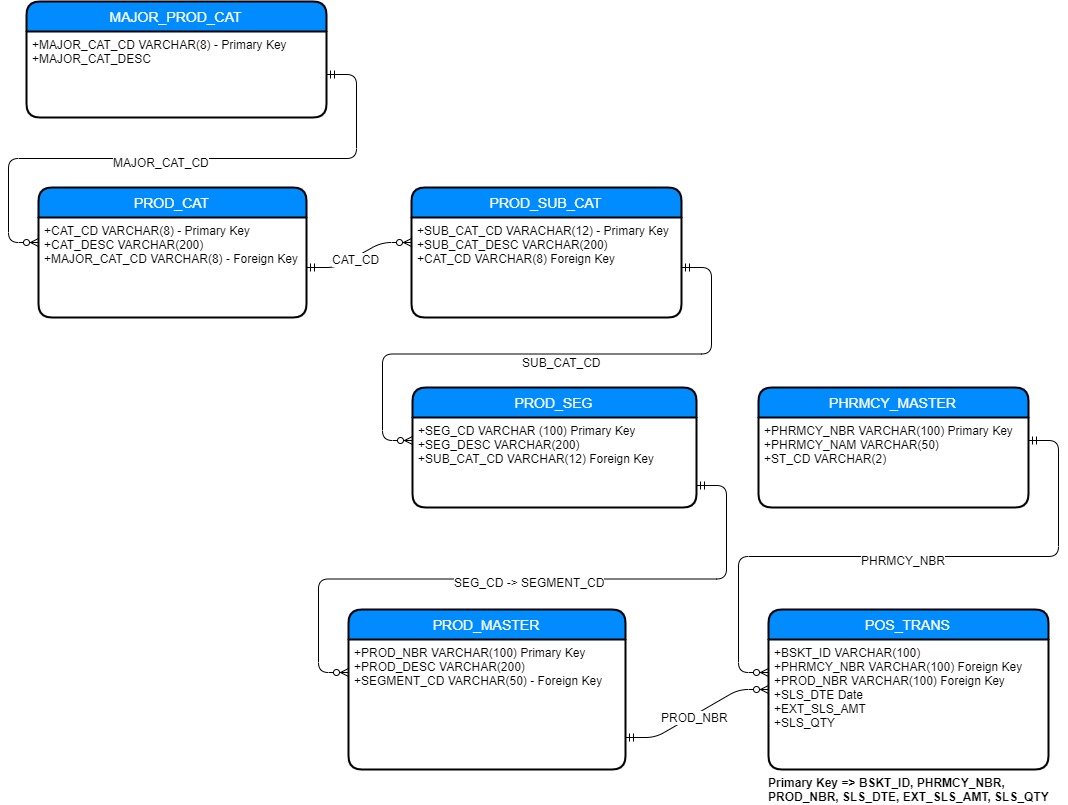 MAJOR_PROD_CAT
+MAJOR_CAT_CD VARCHAR(8) - Primary Key
+MAJOR_CAT_DESC
MAJOR_CAT_CD
PROD_CAT
+CAT_CD VARCHAR(8) - Primary Key
+CAT_DESC VARCHAR(200)
+MAJOR_CAT_CD VARCHAR(8) - Foreign Key
CAT_CD
PROD_SUB_CAT
+SUB_CAT_CD VARACHAR(12) - Primary Key
+SUB_CAT_DESC VARCHAR(200)
+CAT_CD VARCHAR(8) Foreign Key
SUB_CAT_CD
PROD_SEG
+SEG_CD VARCHAR (100) Primary Key
+SEG_DESC VARCHAR(200)
+SUB_CAT_CD VARCHAR(12) Foreign Key
PHRMCY_MASTER
+PHRMCY_NBR VARCHAR(100) Primary Key
+PHRMCY_NAM VARCHAR(50)
+ST_CD VARCHAR(2)
PHRMCY_NBR
SEG_CD -> SEGMENT_CD
PROD_MASTER
+PROD_NBR VARCHAR(100) Primary Key
+PROD_DESC VARCHAR(200)
+SEGMENT_CD VARCHAR(50) - Foreign Key
PROD_NBR
POS_TRANS
+BSKT_ID VARCHAR(100)
+PHRMCY_NBR VARCHAR(100) Foreign Key
+PROD_NBR VARCHAR(100) Foreign Key
+SLS_DTE Date
+EXT_SLS_AMT
+SLS_QTY
Primary Key => BSKT_ID, PHRMCY_NBR,
PROD_NBR, SLS_DTE, EXT_SLS_AMT, SLS_QTY